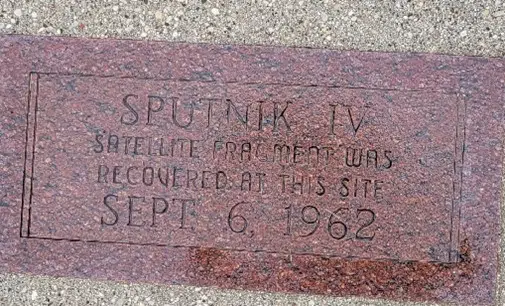 SPUTNIK IV
SATELLITE FRAGMENT WAS
RECOVERED AT THIS SITE
SEPT. 6, 1962